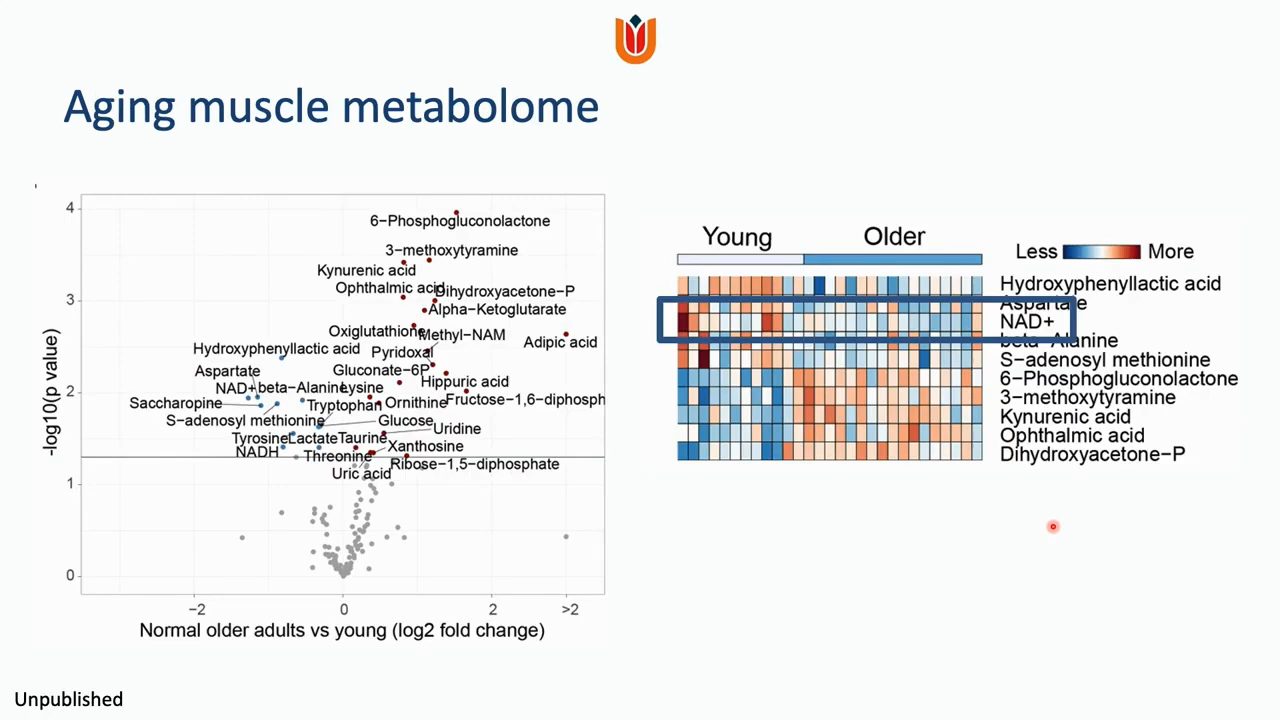 Aging muscle metabolome
4
3
2
1
0
-log10(p value)
6−Phosphogluconolactone
3−methoxytyramine
Kynurenic acid
Ophthalmic acid
Dihydroxyacetone−P
Alpha−Ketoglutarate
Oxiglutathione
Methyl−NAM
Adipic acid
Hydroxyphenyllactic acid
Pyridoxal
Aspartate
Gluconate−6P
Hippuric acid
NAD+
beta−Alanine
Lysine
Saccharopine
Tryptophan
Ornithine
Fructose−1,6−diphosph
S−adenosyl methionine
Glucose
Uridine
Tyrosine
Lactate
Taurine
Xanthosine
NADH
Threonine
Ribose−1,5−diphosphate
Uric acid
−2
0
2
>2
Normal older adults vs young (log2 fold change)
Young
Older
Less
More
Hydroxyphenyllactic acid
Aspartate
NAD+
beta−Alanine
S−adenosyl methionine
6−Phosphogluconolactone
3−methoxytyramine
Kynurenic acid
Ophthalmic acid
Dihydroxyacetone−P
Unpublished